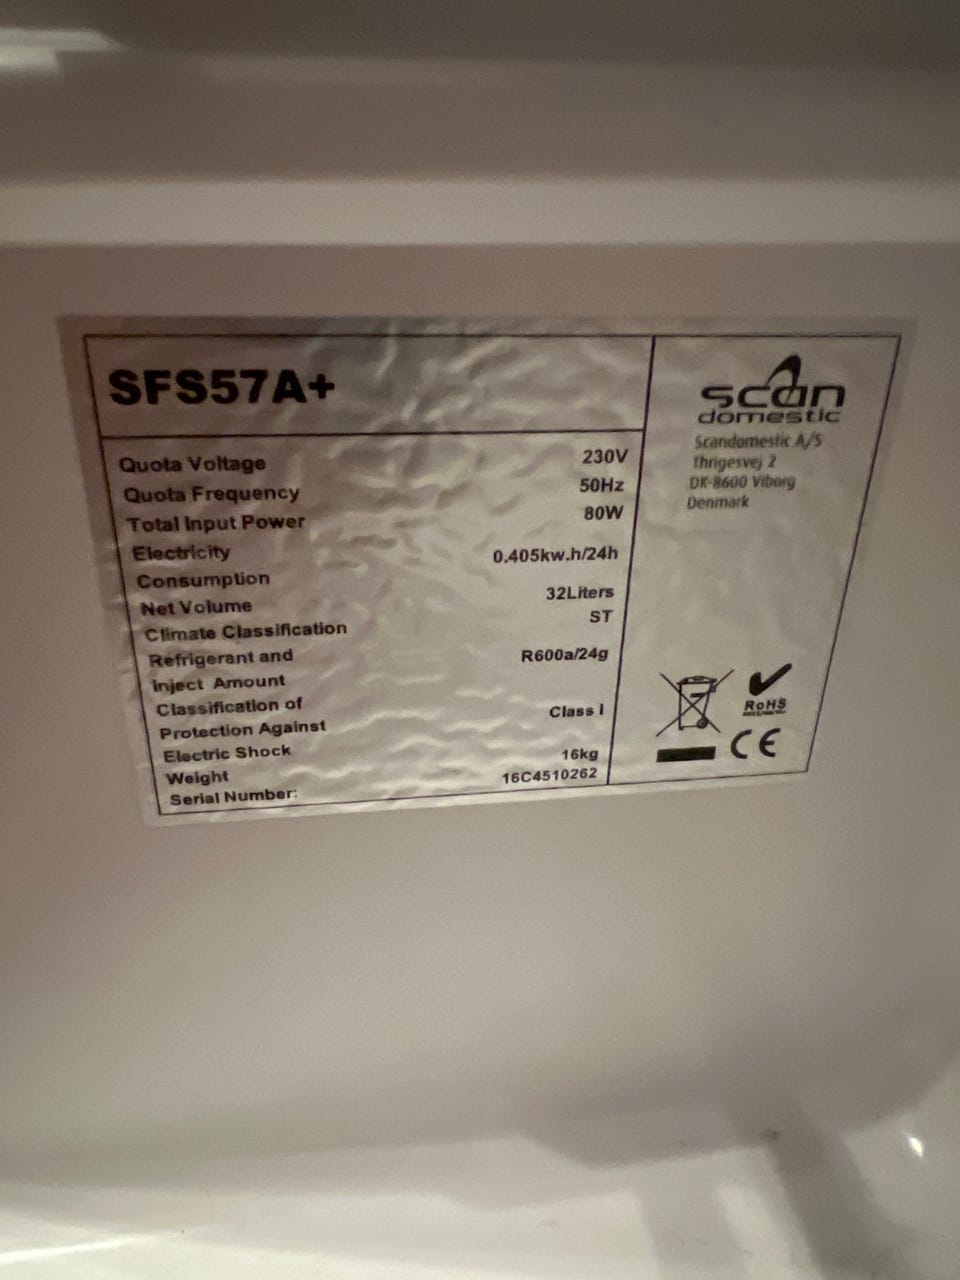 SFS57A+
Quota Voltage 230V
Quota Frequency 50Hz
Total Input Power 80W
Electricity
Consumption 0.405kw.h/24h
Net Volume 32Liters
Climate Classification ST
Refrigerant and
Inject Amount R600a/24g
Classification of
Protection Against
Electric Shock Class I
Weight 16kg
Serial Number: 16C4510262
scan
domestic
Scandomestic A/S
Thrigesvej 2
DK-8600 Viborg
Denmark
RoHS
CE